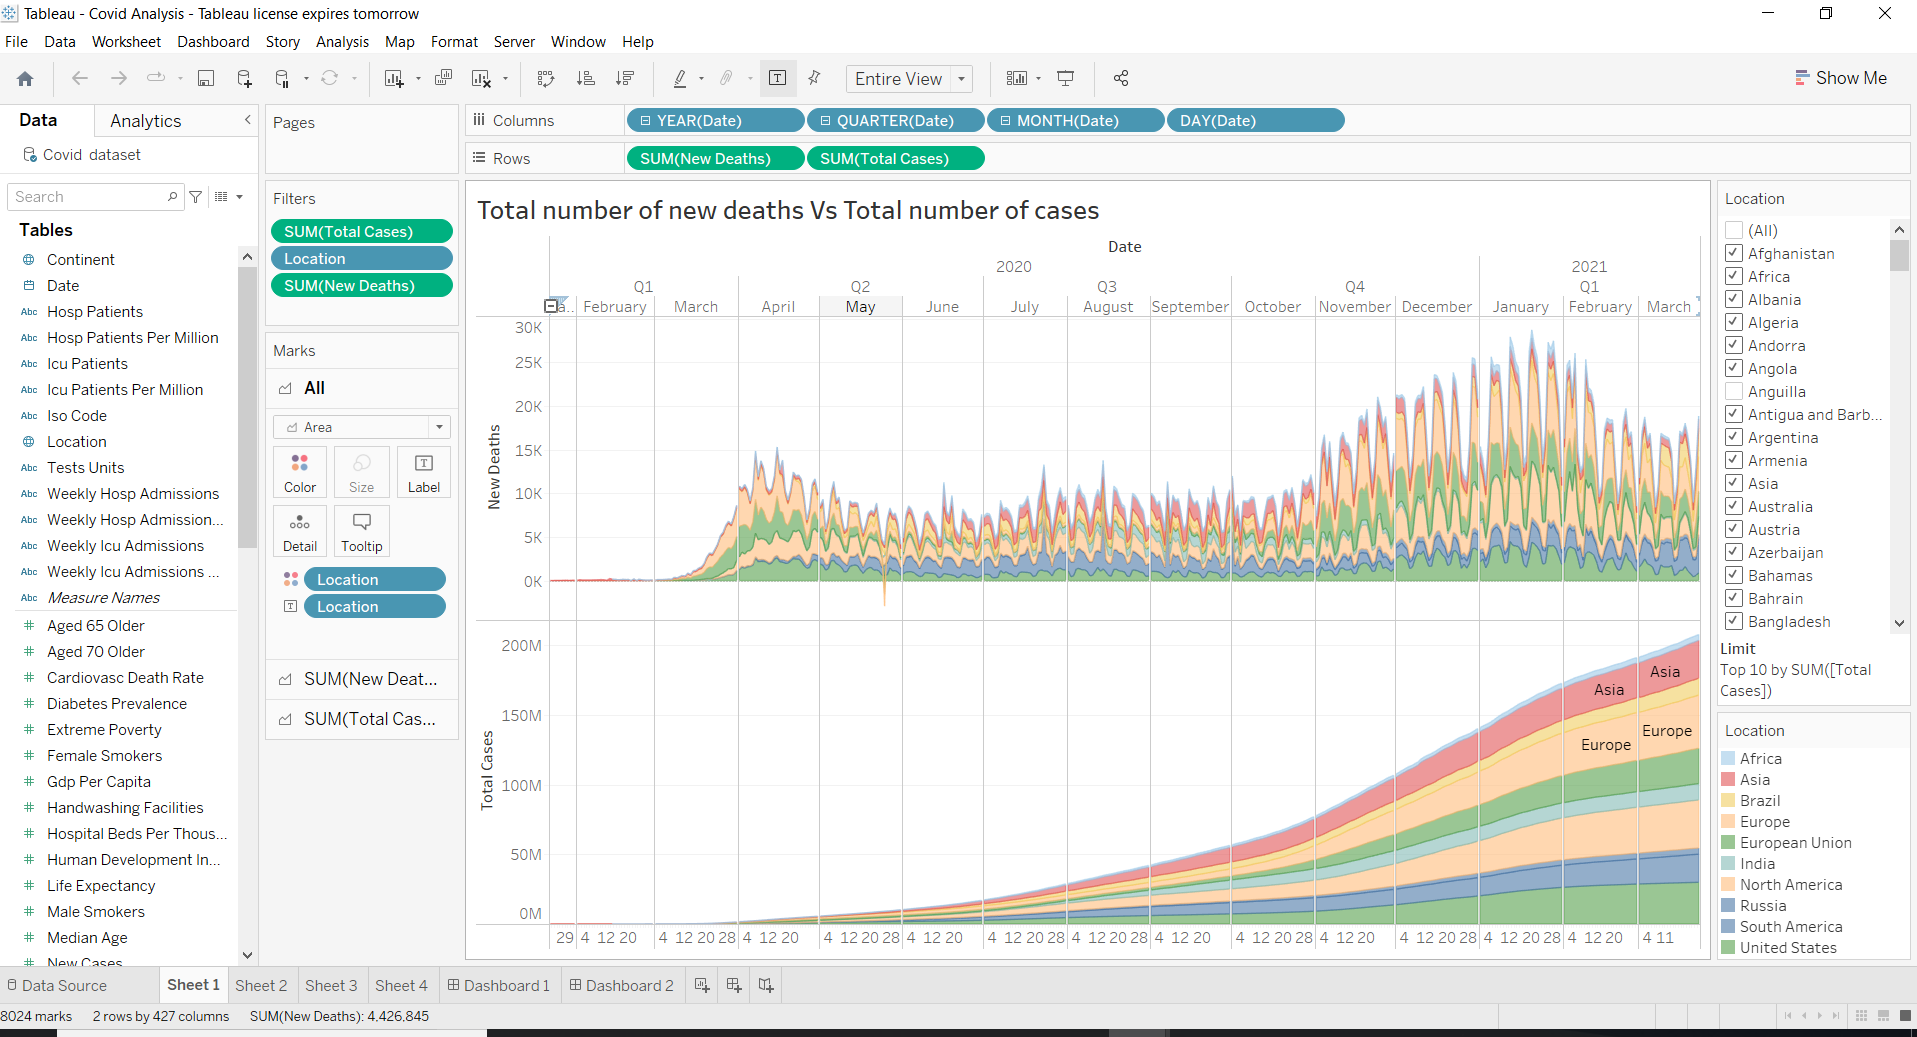 Tableau - Covid Analysis - Tableau license expires tomorrow
File Data Worksheet Dashboard Story Analysis Map Format Server Window Help
Entire View
Show Me
Data Analytics
Covid dataset
Search
Tables
Continent
Date
Abc Hosp Patients
Abc Hosp Patients Per Million
Abc Icu Patients
Abc Icu Patients Per Million
Abc Iso Code
Location
Abc Tests Units
Abc Weekly Hosp Admissions
Abc Weekly Hosp Admission...
Abc Weekly Icu Admissions
Abc Weekly Icu Admissions ...
Abc Measure Names
# Aged 65 Older
# Aged 70 Older
# Cardiovasc Death Rate
# Diabetes Prevalence
# Extreme Poverty
# Female Smokers
# Gdp Per Capita
# Handwashing Facilities
# Hospital Beds Per Thous...
# Human Development In...
# Life Expectancy
# Male Smokers
# Median Age
# New Cases
Pages
Filters
SUM(Total Cases)
Location
SUM(New Deaths)
Marks
All
Area
Color Size Label
Detail Tooltip
Location
Location
SUM(New Deat...
SUM(Total Cas...
Columns YEAR(Date) QUARTER(Date) MONTH(Date) DAY(Date)
Rows SUM(New Deaths) SUM(Total Cases)
Total number of new deaths Vs Total number of cases
Date
2020 2021
Q1 Q2 Q3 Q4 Q1
a.. February March April May June July August September October November December January February March
30K
25K
20K
15K
10K
5K
0K
New Deaths
200M
150M
100M
50M
0M
Total Cases
Asia
Asia
Europe
Europe
29 4 12 20 4 12 20 28 4 12 20 4 12 20 28 4 12 20 4 12 20 28 4 12 20 28 4 12 20 4 12 20 28 4 12 20 4 12 20 28 4 12 20 28 4 12 20 4 11
Location
(All)
Afghanistan
Africa
Albania
Algeria
Andorra
Angola
Anguilla
Antigua and Barb...
Argentina
Armenia
Asia
Australia
Austria
Azerbaijan
Bahamas
Bahrain
Bangladesh
Limit
Top 10 by SUM([Total
Cases])
Location
Africa
Asia
Brazil
Europe
European Union
India
North America
Russia
South America
United States
Data Source Sheet 1 Sheet 2 Sheet 3 Sheet 4 Dashboard 1 Dashboard 2
8024 marks 2 rows by 427 columns SUM(New Deaths): 4,426,845